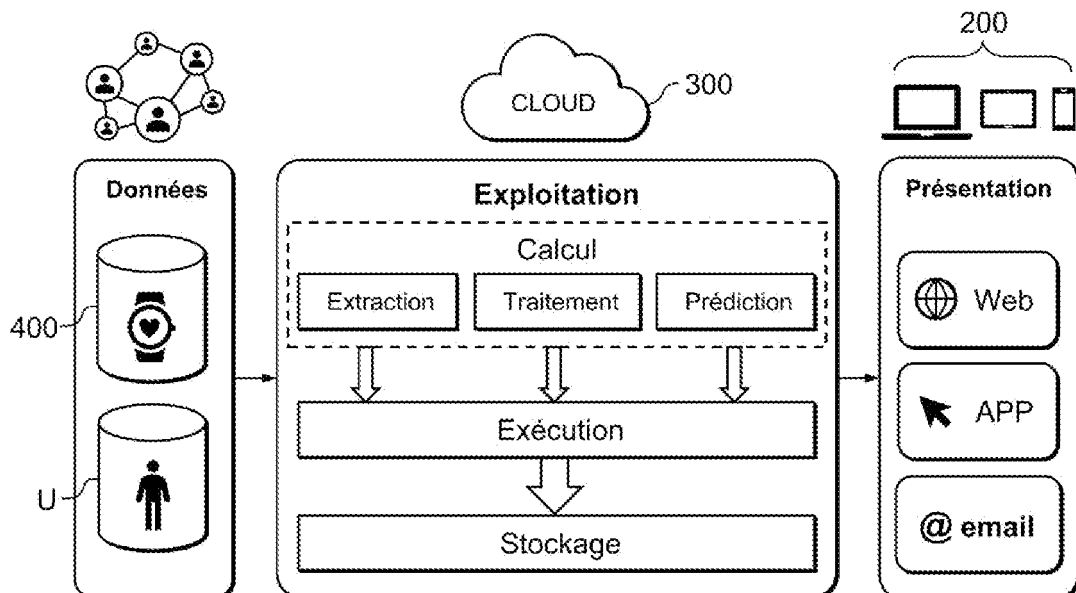 200
CLOUD
300
Données
Exploitation
Présentation
Calcul
Extraction
Traitement
Prédiction
Web
400
APP
Exécution
U
@ email
Stockage